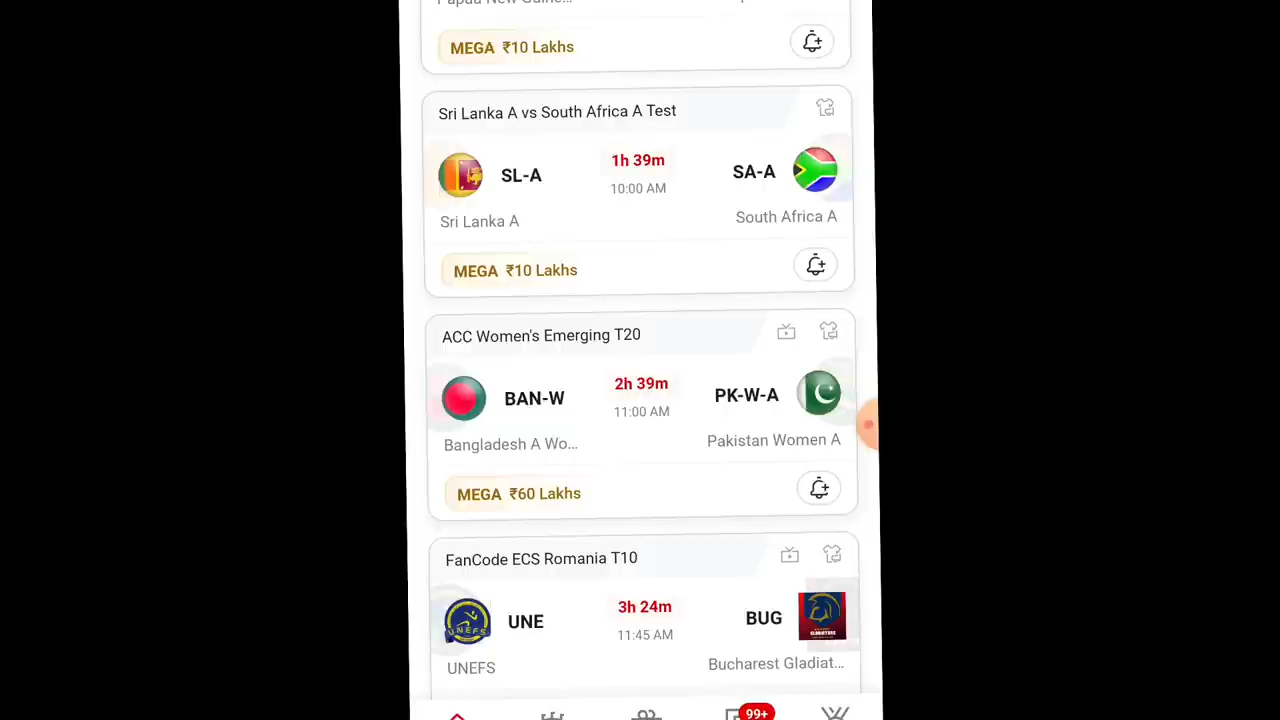 MEGA ₹10 Lakhs
Sri Lanka A vs South Africa A Test
SL-A 1h 39m SA-A
10:00 AM
Sri Lanka A South Africa A
MEGA ₹10 Lakhs
ACC Women's Emerging T20
BAN-W 2h 39m PK-W-A
11:00 AM
Bangladesh A Wo... Pakistan Women A
MEGA ₹60 Lakhs
FanCode ECS Romania T10
UNE 3h 24m BUG
UNEFS
GLADIATORS
11:45 AM
UNEFS Bucharest Gladiat...
99+